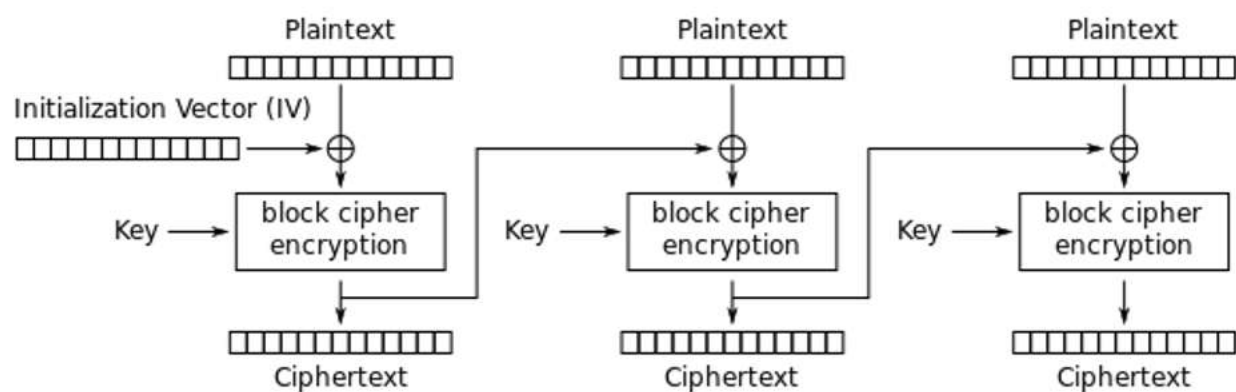 Plaintext
Plaintext
Plaintext
Initialization Vector (IV)
Key
block cipher
encryption
Key
block cipher
encryption
Key
block cipher
encryption
Ciphertext
Ciphertext
Ciphertext